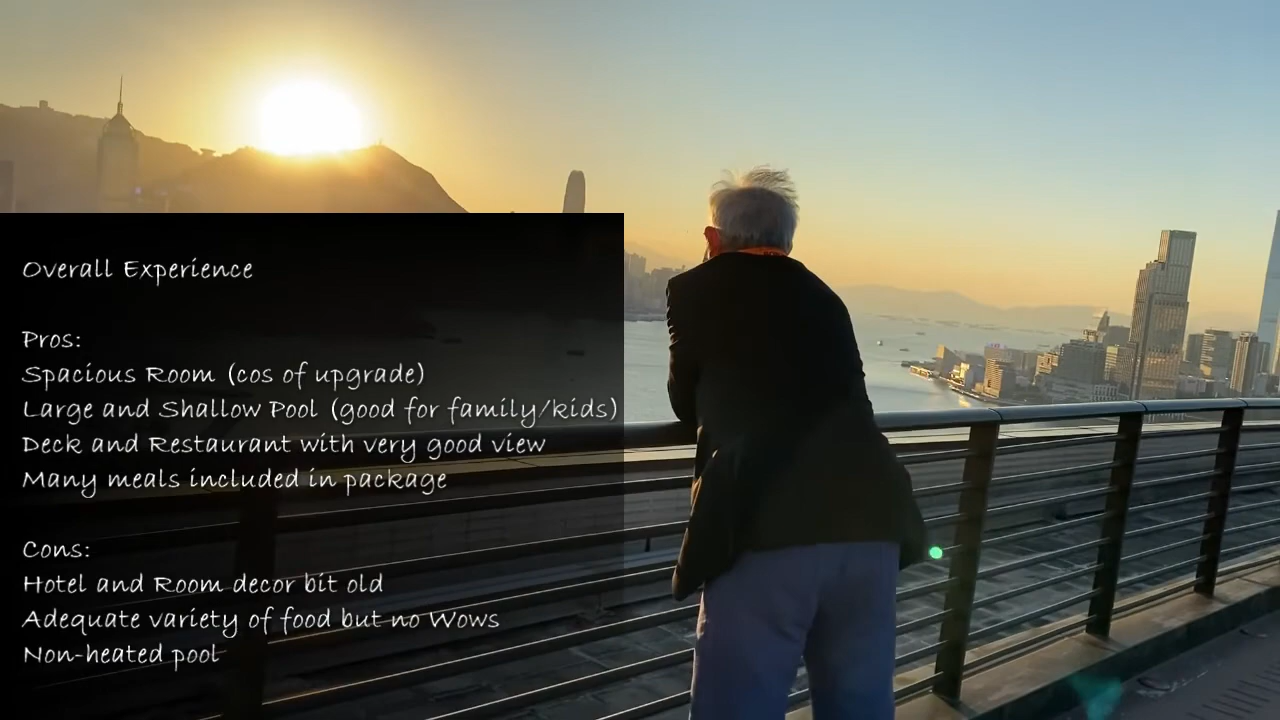 Overall Experience
Pros:
Spacious Room (cos of upgrade)
Large and Shallow Pool (good for family/kids)
Deck and Restaurant with very good view
Many meals included in package
Cons:
Hotel and Room decor bit old
Adequate variety of food but no Wows
Non-heated pool